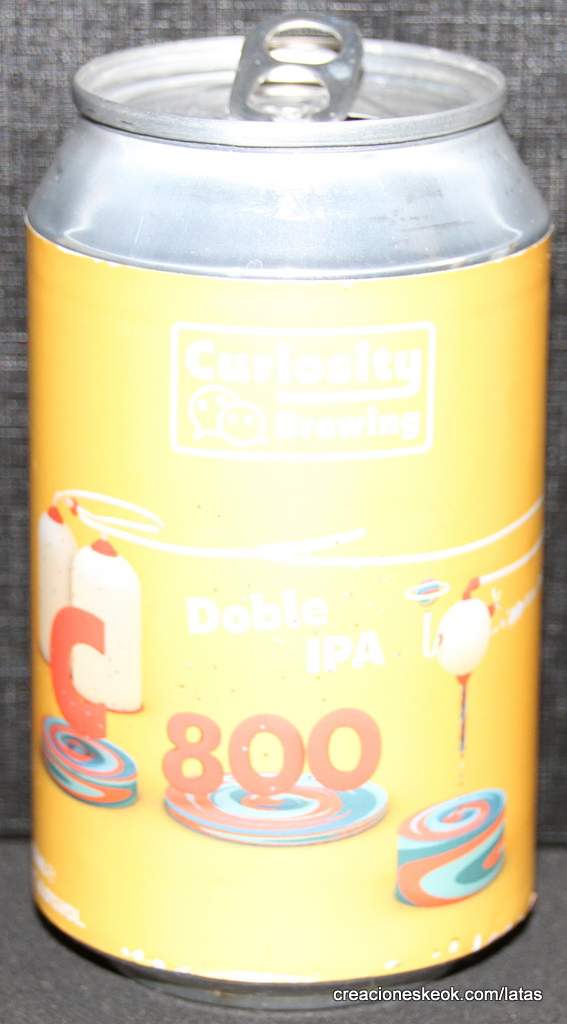 Curiosity
Brewing
Doble
IPA
C
800
creacioneskeok.com/latas